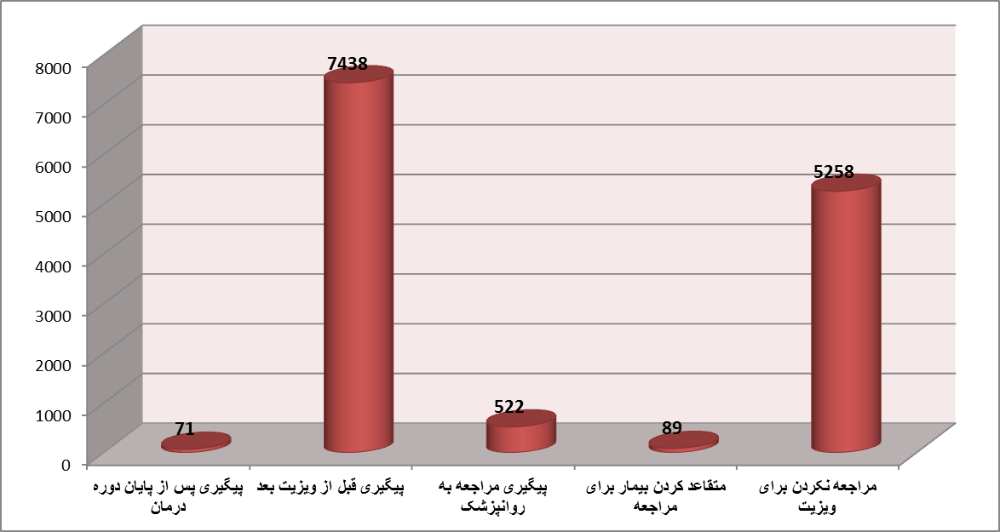 8000
7000
6000
5000
4000
3000
2000
1000
0
71
7438
522
89
5258
پیگیری پس از پایان دوره
درمان
پیگیری قبل از ویزیت بعد
پیگیری مراجعه به
روانپزشک
متقاعد کردن بیمار برای
مراجعه
مراجعه نکردن برای
ویزیت